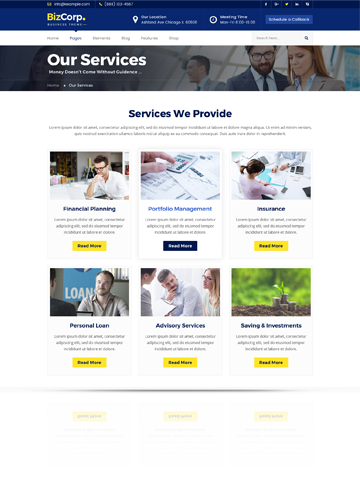 info@example.com (888) 123-4567
BizCorp.
BUSINESS THEME
Our Location
Ashland Ave Chicago IL 60608
Meeting Time
Mon-Fri 8:00-18:00
Schedule a Callback
Home Pages Elements Blog Features Shop
Our Services
Money Doesn't Come Without Guidence ...
Home Our Services
Services We Provide
Lorem ipsum dolor sit amet, consectetur adipiscing elit, sed do eiusmod tempor incididunt ut labore et dolore magna aliqua. Ut enim ad minim veniam,
quis nostrud exercitation ullamco laboris nisi ut aliquip ex ea commodo consequat. Duis aute irure dolor in reprehenderit.
Financial Planning
Lorem ipsum dolor sit amet, consectetur
adipiscing elit, sed do eiusmod tempor
incididunt ut labore et dolore.
Read More
Portfolio Management
Lorem ipsum dolor sit amet, consectetur
adipiscing elit, sed do eiusmod tempor
incididunt ut labore et dolore.
Read More
Insurance
Lorem ipsum dolor sit amet, consectetur
adipiscing elit, sed do eiusmod tempor
incididunt ut labore et dolore.
Read More
LOANS
Personal Loan
Lorem ipsum dolor sit amet, consectetur
adipiscing elit, sed do eiusmod tempor
incididunt ut labore et dolore.
Read More
Advisory Services
Lorem ipsum dolor sit amet, consectetur
adipiscing elit, sed do eiusmod tempor
incididunt ut labore et dolore.
Read More
Saving & Investments
Lorem ipsum dolor sit amet, consectetur
adipiscing elit, sed do eiusmod tempor
incididunt ut labore et dolore.
Read More